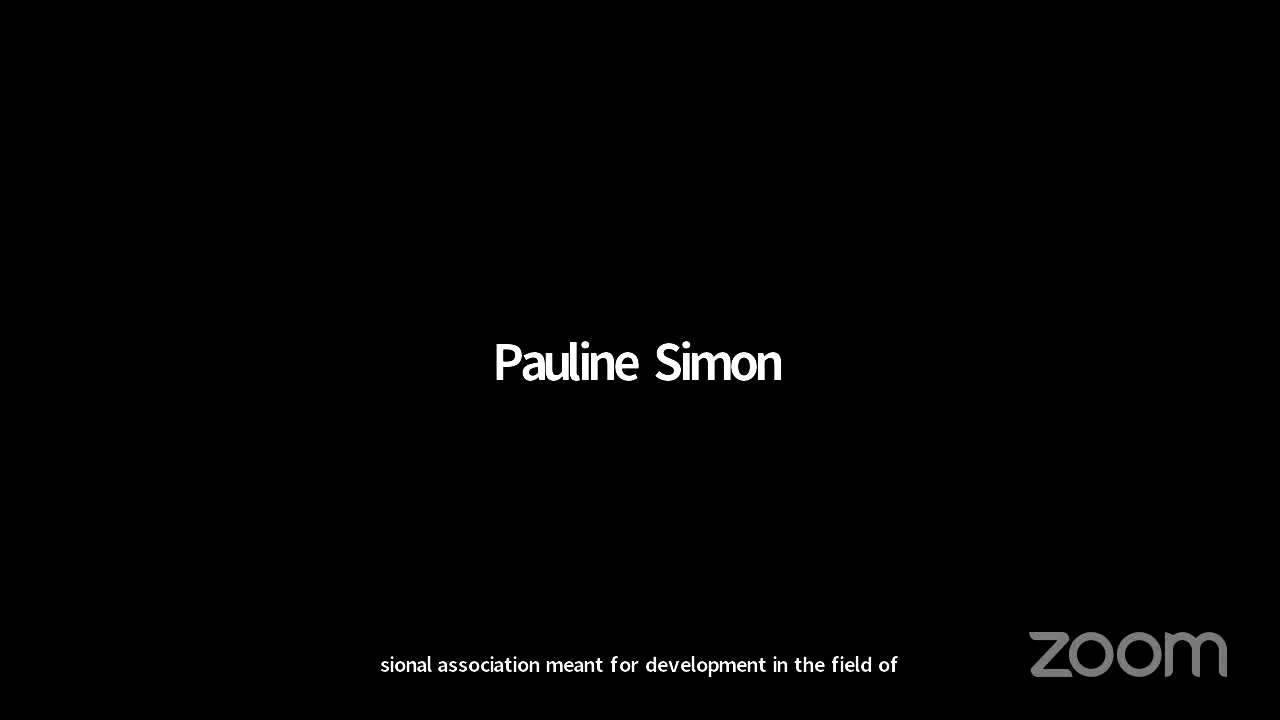 Pauline Simon
sional association meant for development in the field of
zoom